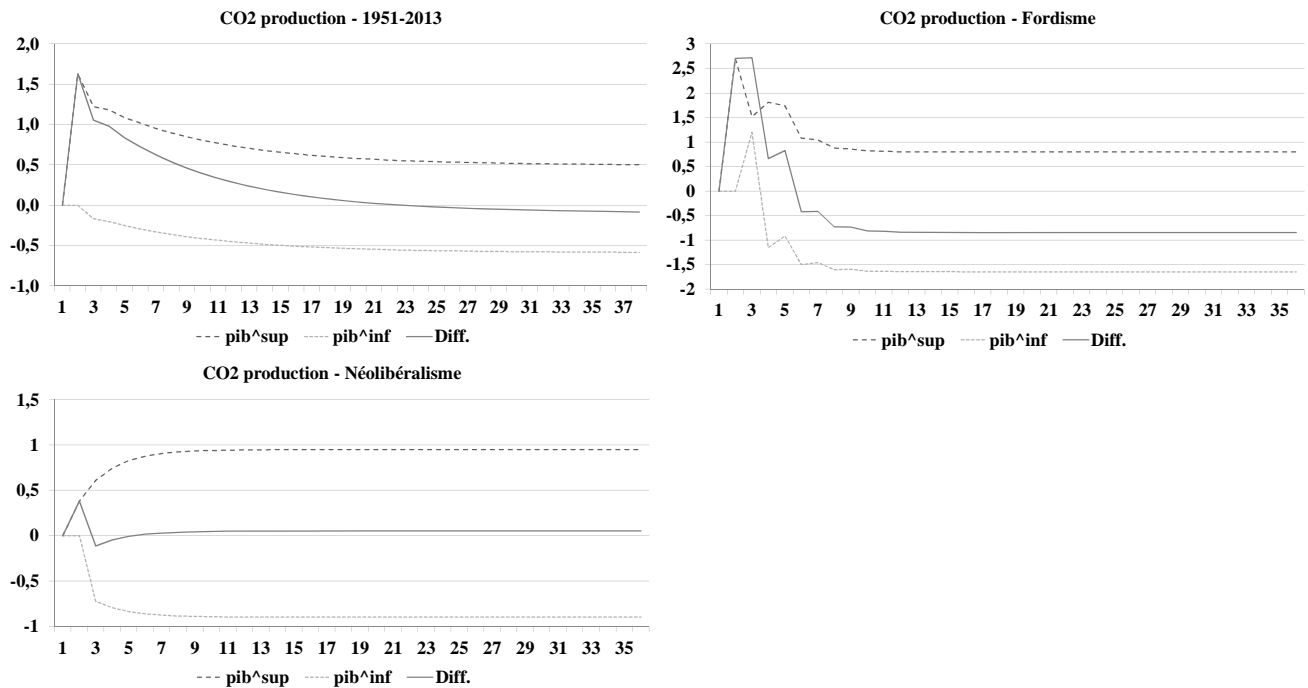 CO2 production - 1951-2013
2,0
1,5
1,0
0,5
0,0
-0,5
-1,0
1 3 5 7 9 11 13 15 17 19 21 23 25 27 29 31 33 35 37
pib^sup pib^inf Diff.
CO2 production - Fordisme
3
2,5
2
1,5
1
0,5
0
-0,5
-1
-1,5
-2
1 3 5 7 9 11 13 15 17 19 21 23 25 27 29 31 33 35
pib^sup pib^inf Diff.
CO2 production - Néolibéralisme
1,5
1
0,5
0
-0,5
-1
1 3 5 7 9 11 13 15 17 19 21 23 25 27 29 31 33 35
pib^sup pib^inf Diff.